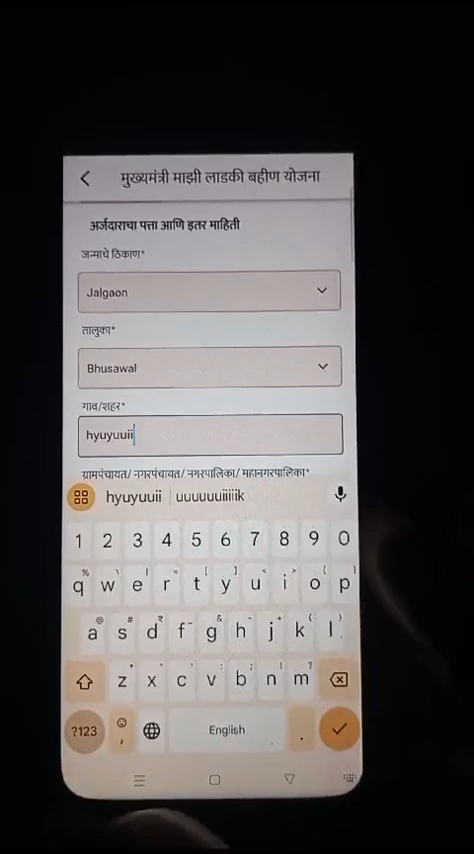 मुख्यमंत्री माझी लाडकी बहीण योजना
अर्जदाराचा पत्ता आणि इतर माहिती
जन्माचे ठिकाण*
Jalgaon
तालुका*
Bhusawal
गाव/शहर*
hyuyuuii
ग्रामपंचायत/ नगरपंचायत/ नगरपालिका/ महानगरपालिका*
hyuyuuii uuuuuuiiiiik
1 2 3 4 5 6 7 8 9 0
q w e r t y u i o p
a s d f g h j k l
z x c v b n m
?123 , English .